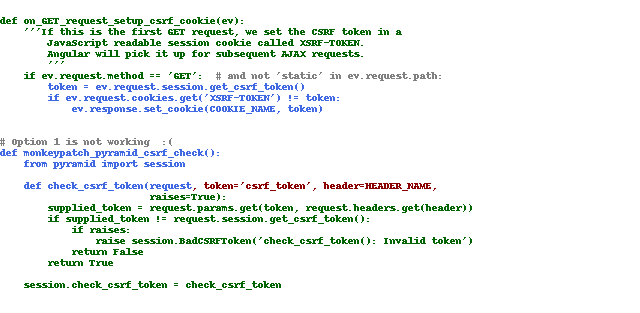 def on_GET_request_setup_csrf_cookie(ev):
    '''If this is the first GET request, we set the CSRF token in a
        JavaScript readable session cookie called XSRF-TOKEN.
        Angular will pick it up for subsequent AJAX requests.
        '''
    if ev.request.method == 'GET':  # and not 'static' in ev.request.path:
        token = ev.request.session.get_csrf_token()
        if ev.request.cookies.get('XSRF-TOKEN') != token:
            ev.response.set_cookie(COOKIE_NAME, token)
# Option 1 is not working  :(
def monkeypatch_pyramid_csrf_check():
    from pyramid import session
    def check_csrf_token(request, token='csrf_token', header=HEADER_NAME,
                         raises=True):
        supplied_token = request.params.get(token, request.headers.get(header))
        if supplied_token != request.session.get_csrf_token():
            if raises:
                raise session.BadCSRFToken('check_csrf_token(): Invalid token')
            return False
        return True
    session.check_csrf_token = check_csrf_token